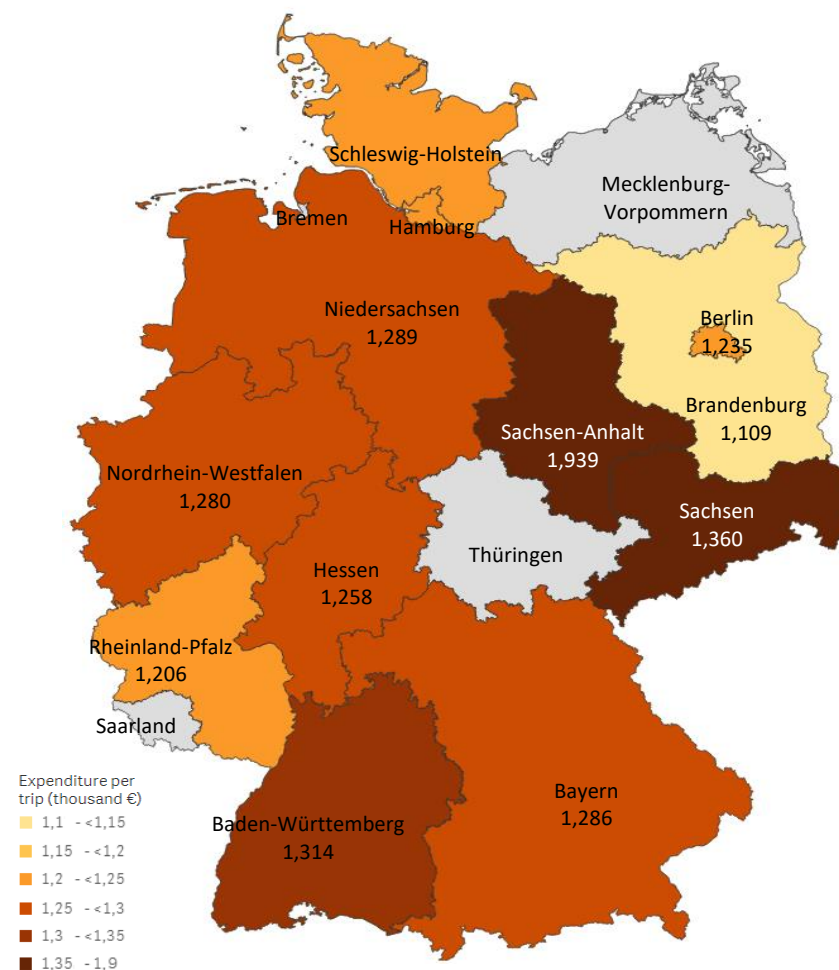 Schleswig-Holstein
Mecklenburg-
Vorpommern
Bremen
Hamburg
Niedersachsen
1,289
Berlin
1,235
Brandenburg
1,109
Sachsen-Anhalt
1,939
Nordrhein-Westfalen
1,280
Sachsen
1,360
Thüringen
Hessen
1,258
Rheinland-Pfalz
1,206
Saarland
Bayern
1,286
Baden-Württemberg
1,314
Expenditure per
trip (thousand €)
1,1 - <1,15
1,15 - <1,2
1,2 - <1,25
1,25 - <1,3
1,3 - <1,35
1,35 - 1,9